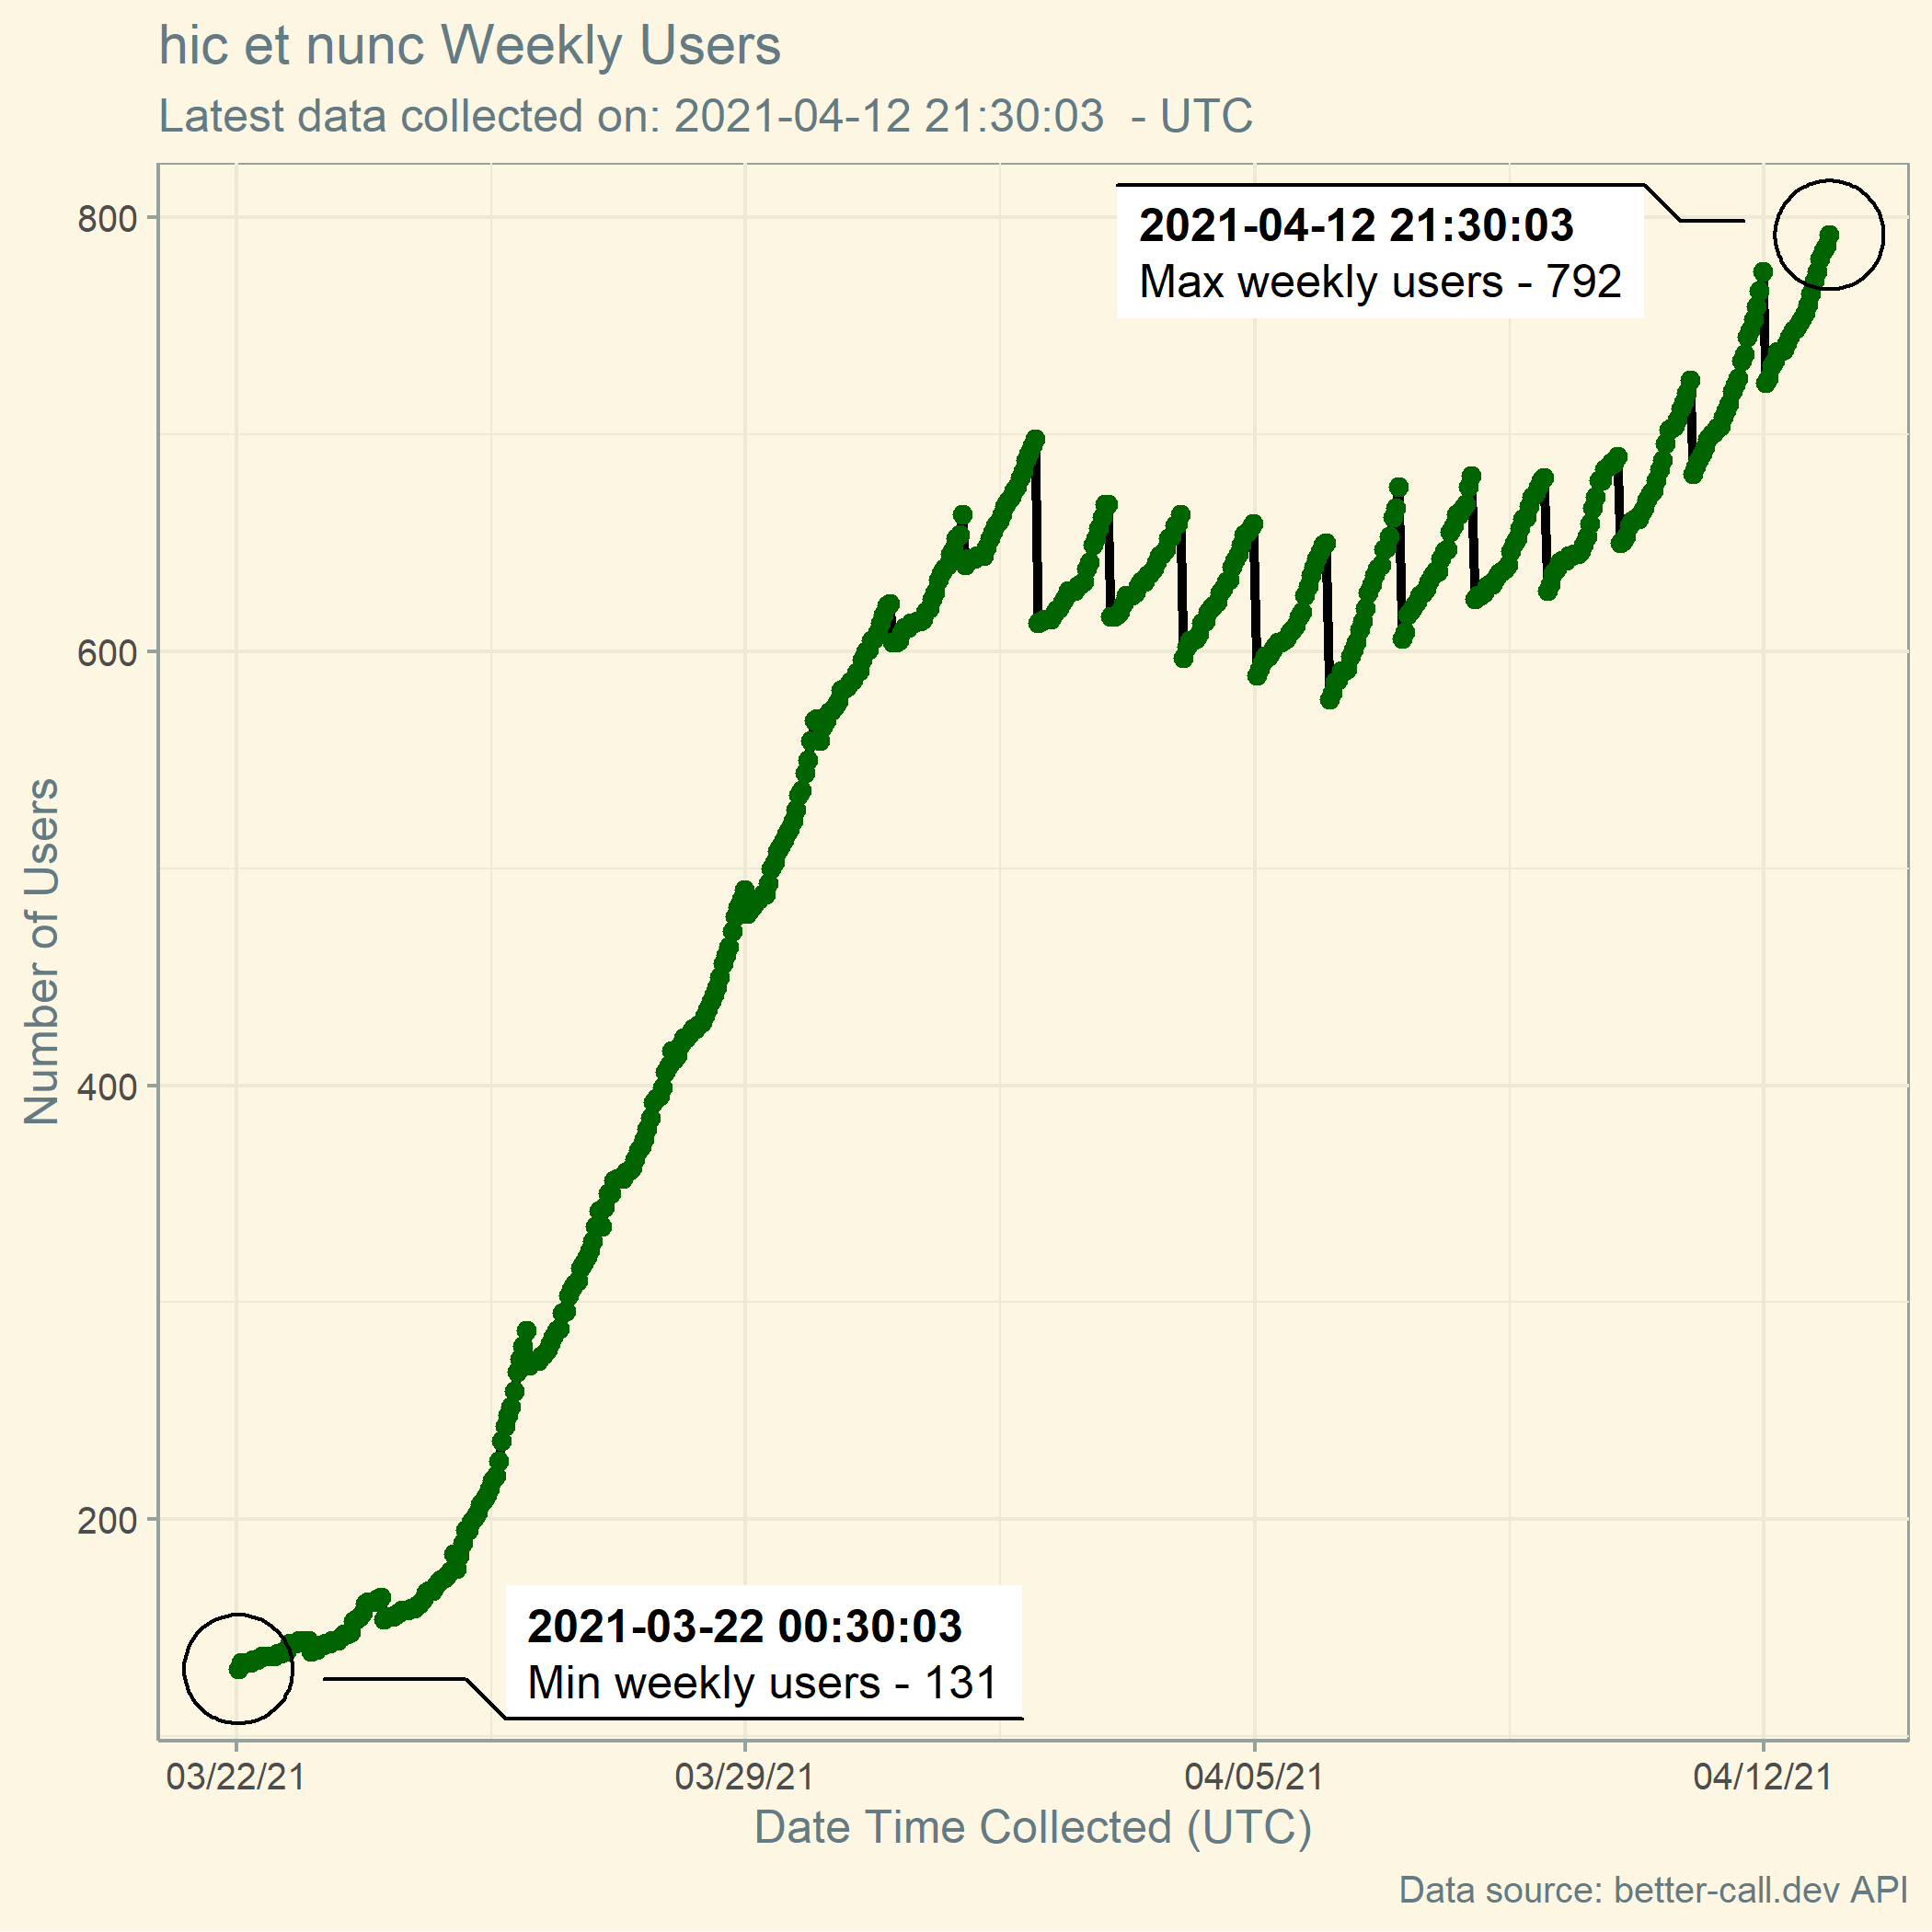 hic et nunc Weekly Users
Latest data collected on: 2021-04-12 21:30:03  - UTC
2021-04-12 21:30:03
Max weekly users - 792
800
600
400
200
Number of Users
2021-03-22 00:30:03
Min weekly users - 131
03/22/21
03/29/21
04/05/21
04/12/21
Date Time Collected (UTC)
Data source: better-call.dev API